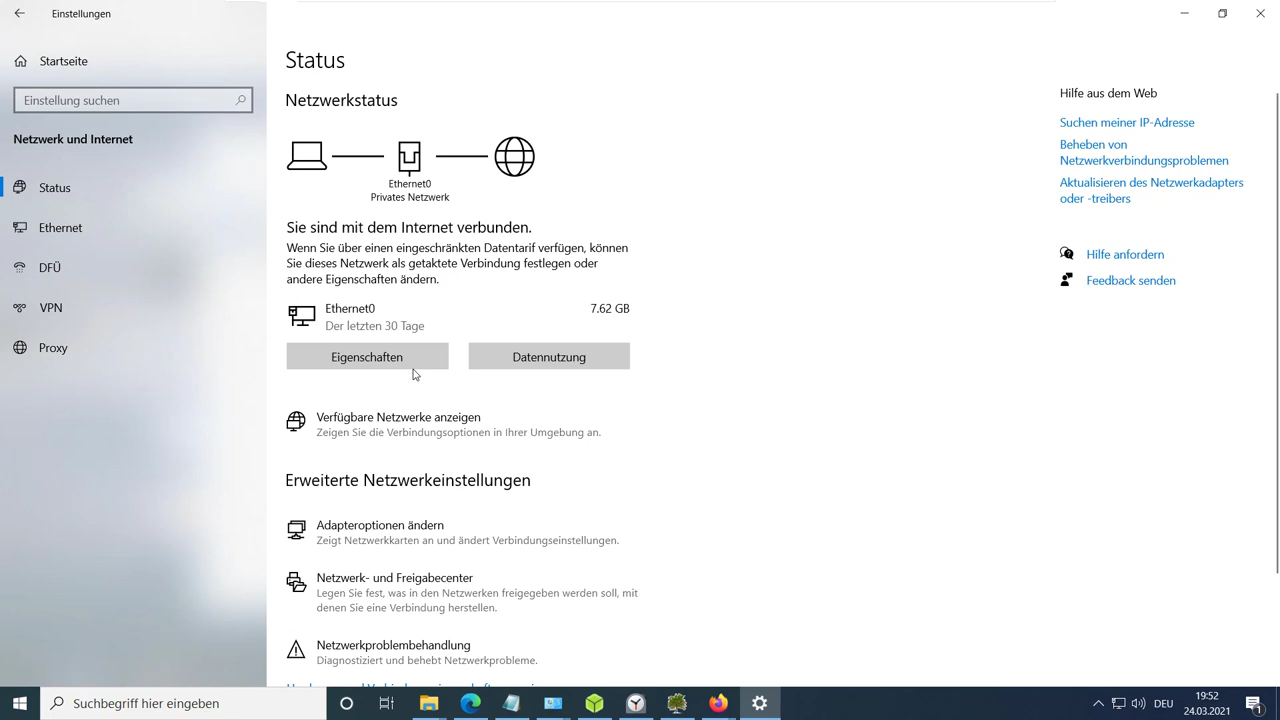 Einstellungen
Startseite
Einstellung suchen
Netzwerk und Internet
Status
Ethernet
DFÜ
VPN
Proxy
Status
Netzwerkstatus
Ethernet0
Privates Netzwerk
Sie sind mit dem Internet verbunden.
Wenn Sie über einen eingeschränkten Datentarif verfügen, können
Sie dieses Netzwerk als getaktete Verbindung festlegen oder
andere Eigenschaften ändern.
Ethernet0 7.62 GB
Der letzten 30 Tage
Eigenschaften Datennutzung
Verfügbare Netzwerke anzeigen
Zeigen Sie die Verbindungsoptionen in Ihrer Umgebung an.
Erweiterte Netzwerkeinstellungen
Adapteroptionen ändern
Zeigt Netzwerkkarten an und ändert Verbindungseinstellungen.
Netzwerk- und Freigabecenter
Legen Sie fest, was in den Netzwerken freigegeben werden soll, mit
denen Sie eine Verbindung herstellen.
Netzwerkproblembehandlung
Diagnostiziert und behebt Netzwerkprobleme.
Hilfe aus dem Web
Suchen meiner IP-Adresse
Beheben von
Netzwerkverbindungsproblemen
Aktualisieren des Netzwerkadapters
oder -treibers
Hilfe anfordern
Feedback senden
Suchbegriff hier eingeben
DEU
19:52
24.03.2021
1